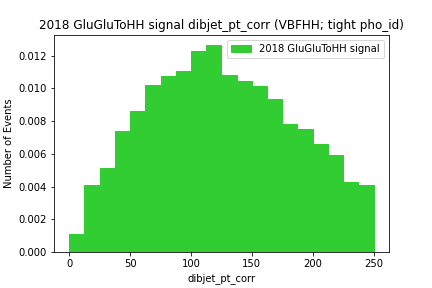 2018 GluGluToHH signal dibjet_pt_corr (VBFHH; tight pho_id)
2018 GluGluToHH signal
Number of Events
0.012
0.010
0.008
0.006
0.004
0.002
0.000
0 50 100 150 200 250
dibjet_pt_corr